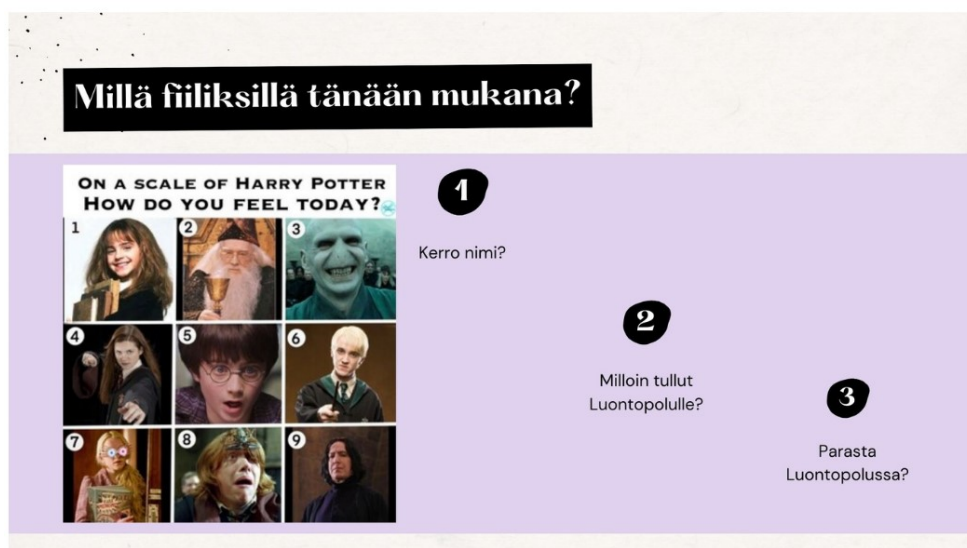 Millä fiiliksillä tänään mukana?
ON A SCALE OF HARRY POTTER
HOW DO YOU FEEL TODAY?
1
2
3
4
5
6
7
8
9
1
Kerro nimi?
2
Milloin tullut
Luontopolulle?
3
Parasta
Luontopolussa?